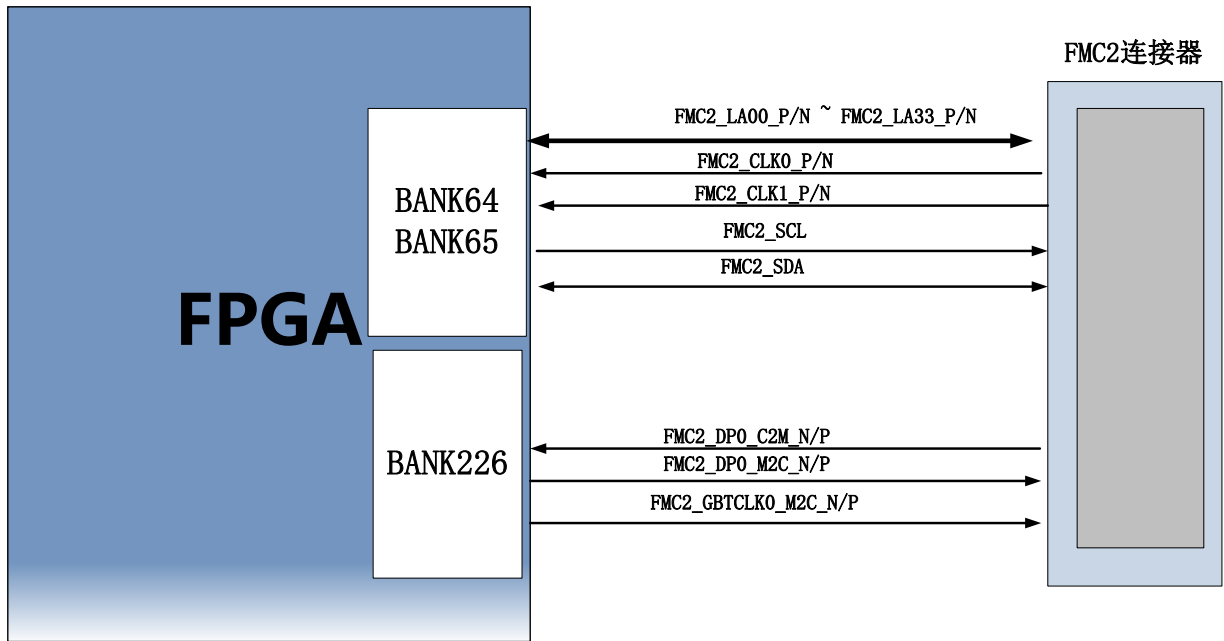 FMC2连接器
FMC2_LA00_P/N ~ FMC2_LA33_P/N
FMC2_CLK0_P/N
FMC2_CLK1_P/N
FMC2_SCL
FMC2_SDA
BANK64
BANK65
FPGA
BANK226
FMC2_DP0_C2M_N/P
FMC2_DP0_M2C_N/P
FMC2_GBTCLK0_M2C_N/P